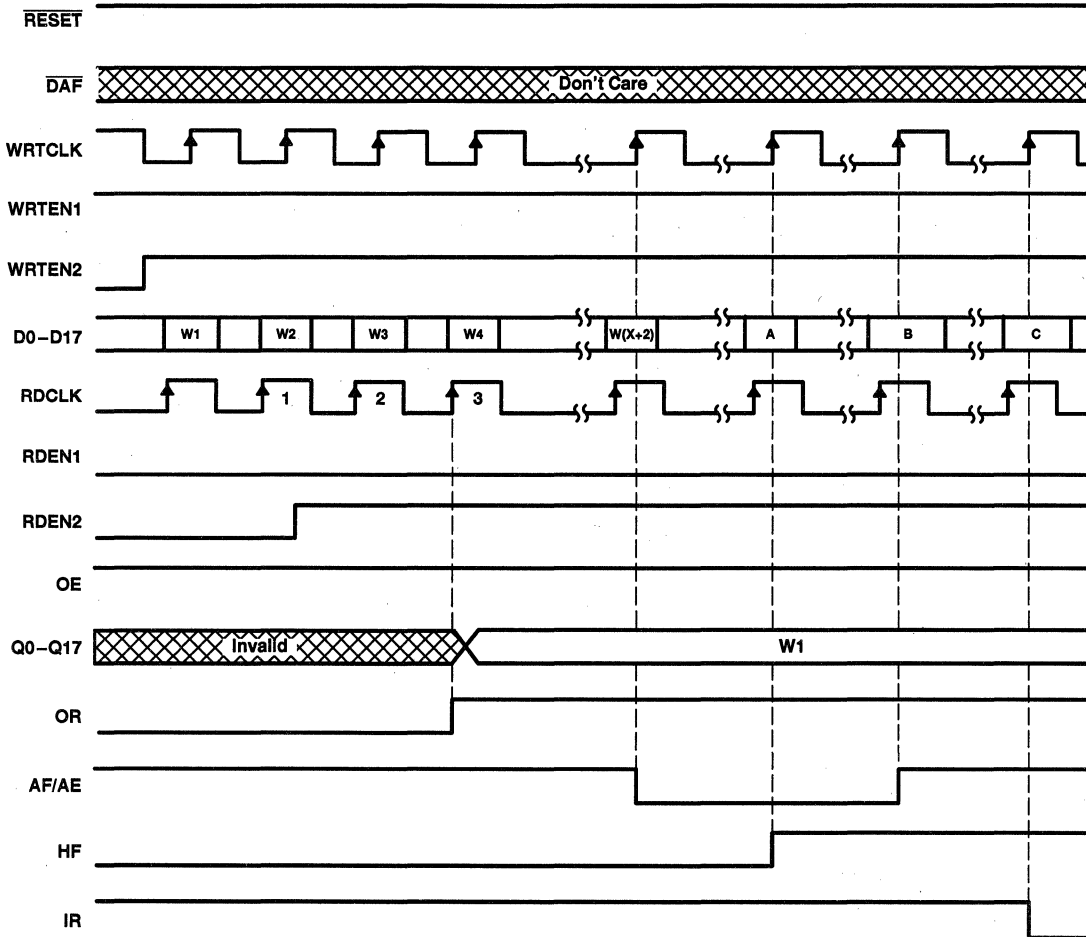 RESET
DAF Don't Care
WRTCLK
WRTEN1
WRTEN2
D0–D17 W1 W2 W3 W4 W(X+2) A B C
RDCLK 1 2 3
RDEN1
RDEN2
OE
Q0–Q17 Invalid W1
OR
AF/AE
HF
IR